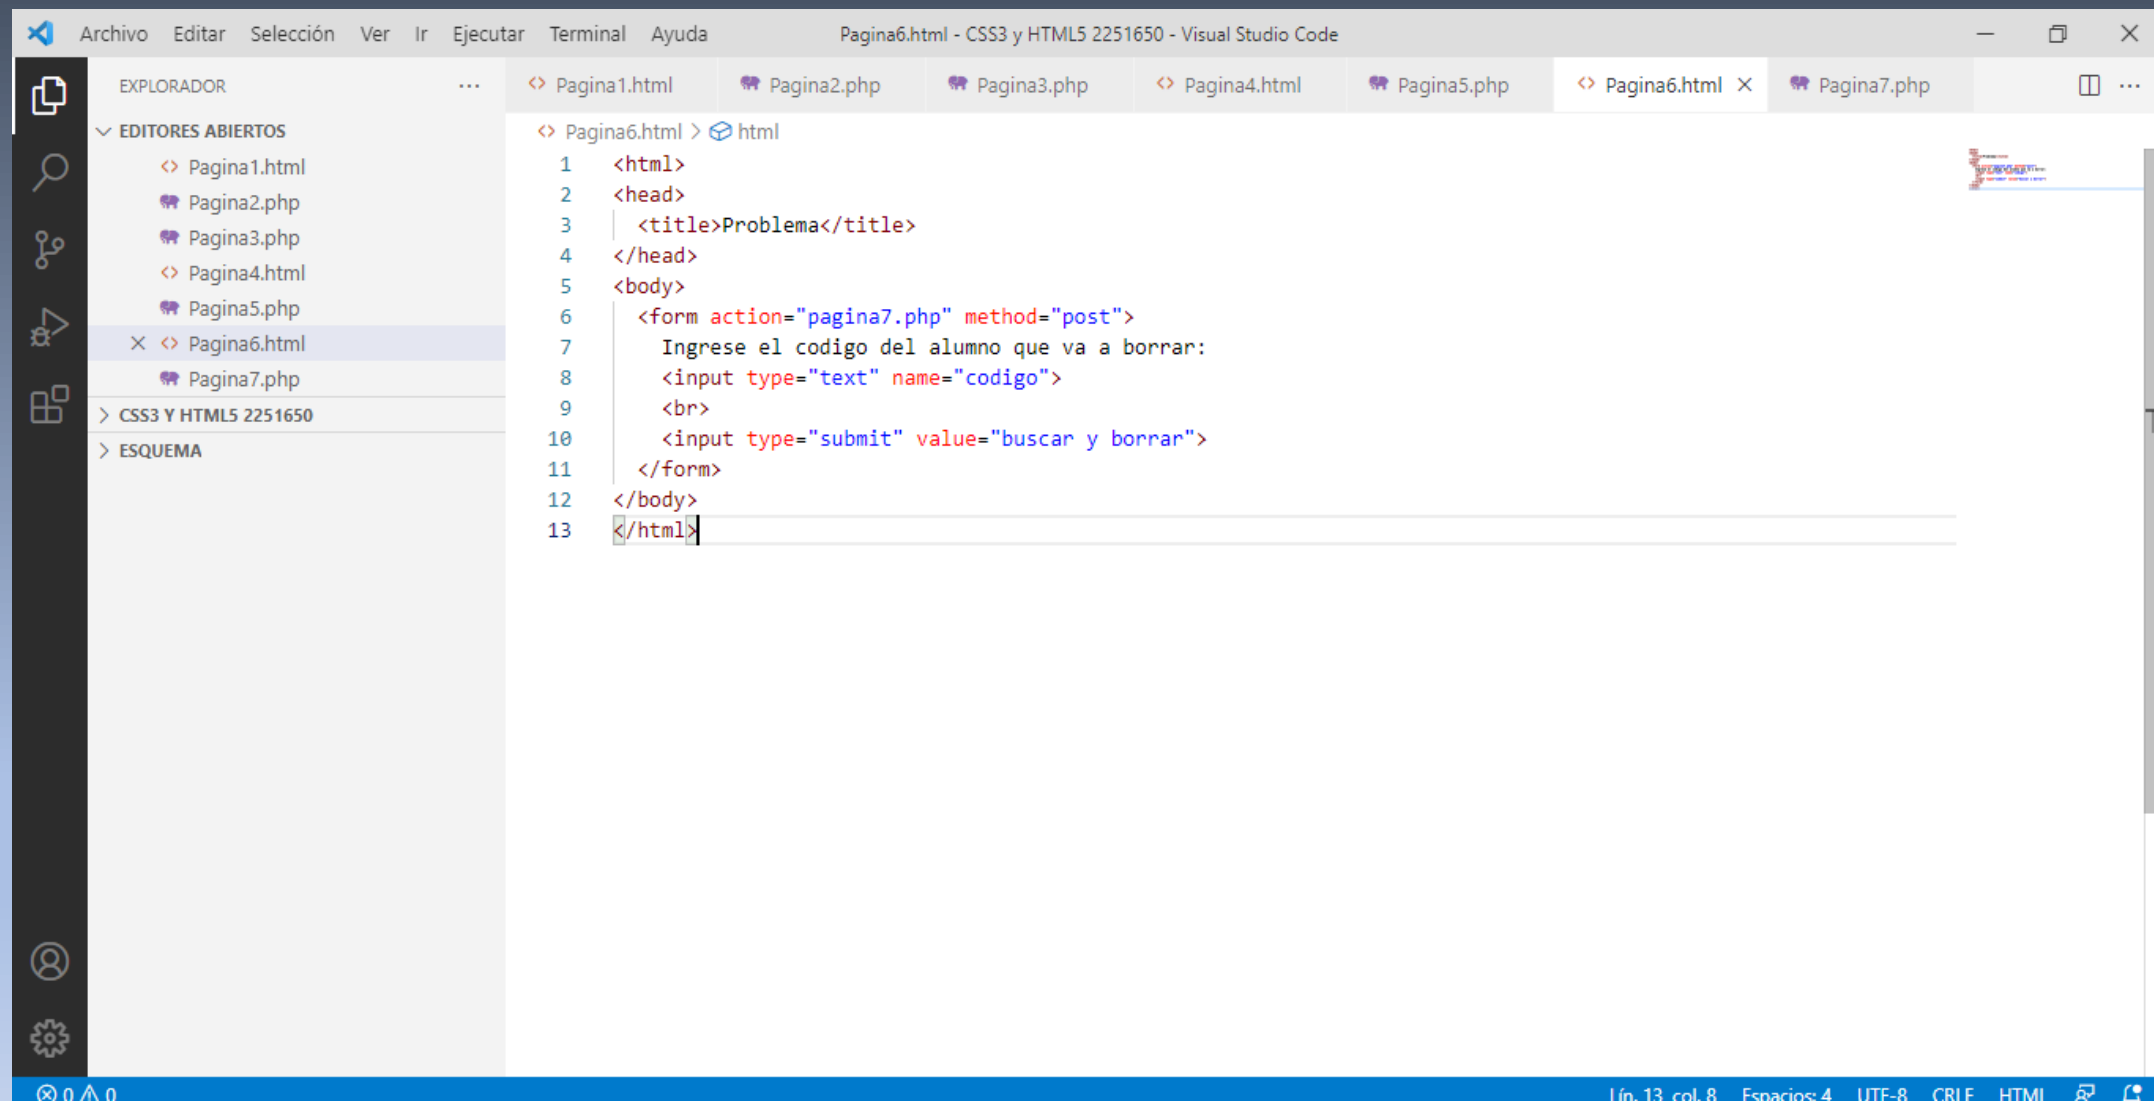 Archivo Editar Selección Ver Ir Ejecutar Terminal Ayuda Pagina6.html - CSS3 y HTML5 2251650 - Visual Studio Code
EXPLORADOR
EDITORES ABIERTOS
Pagina1.html
Pagina2.php
Pagina3.php
Pagina4.html
Pagina5.php
Pagina6.html
Pagina7.php
CSS3 Y HTML5 2251650
ESQUEMA
Pagina1.html Pagina2.php Pagina3.php Pagina4.html Pagina5.php Pagina6.html Pagina7.php
Pagina6.html > html
1 <html>
2 <head>
3 <title>Problema</title>
4 </head>
5 <body>
6 <form action="pagina7.php" method="post">
7 Ingrese el codigo del alumno que va a borrar:
8 <input type="text" name="codigo">
9 <br>
10 <input type="submit" value="buscar y borrar">
11 </form>
12 </body>
13 </html>
0 0 Lín. 13, col. 8 Espacios: 4 UTF-8 CRLF HTML